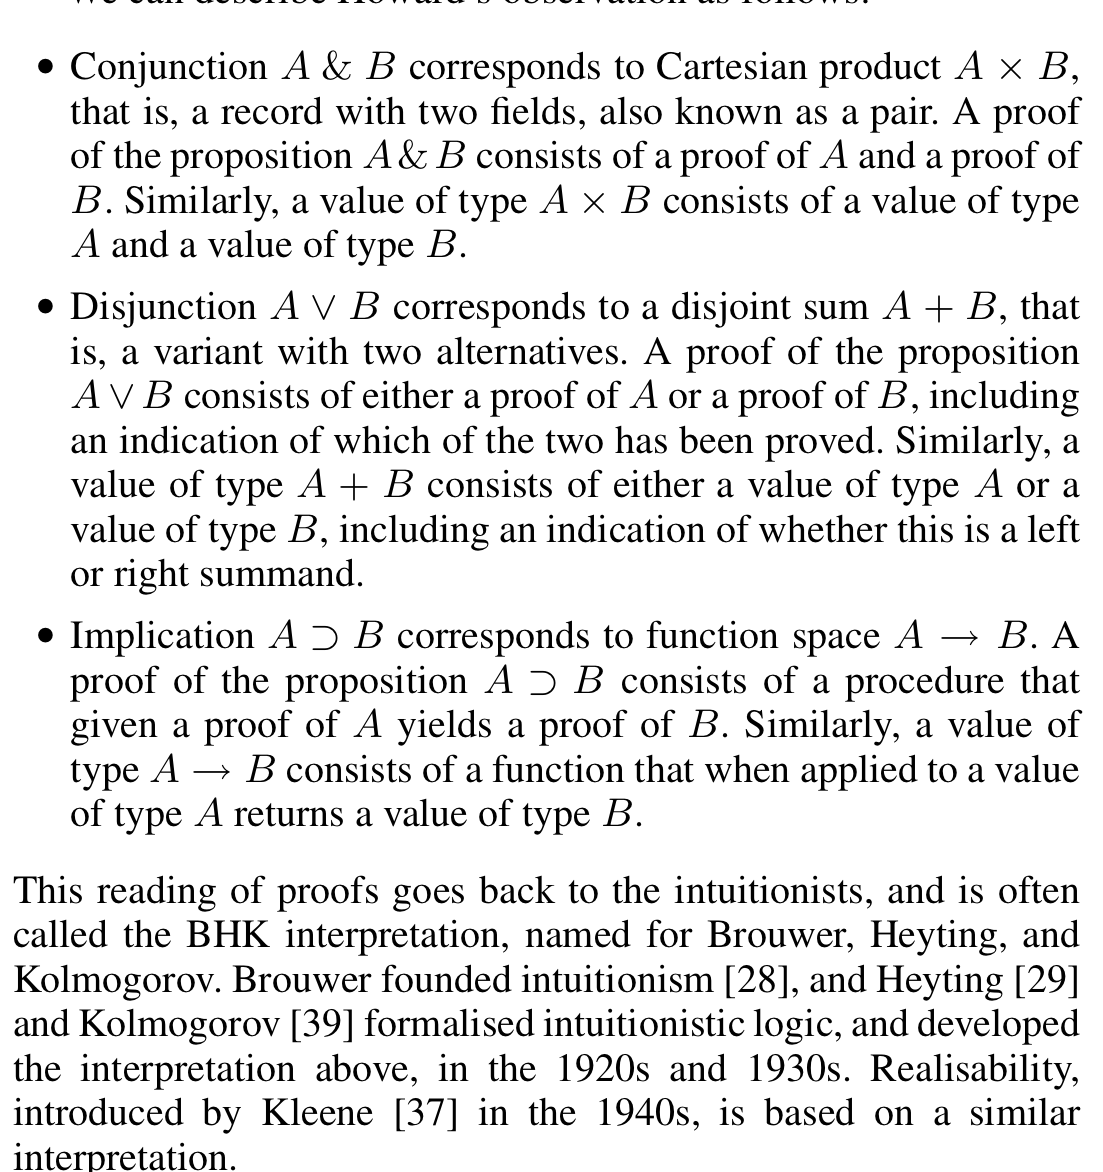 we can describe Howard's observation as follows:
• Conjunction A & B corresponds to Cartesian product A × B,
that is, a record with two fields, also known as a pair. A proof
of the proposition A & B consists of a proof of A and a proof of
B. Similarly, a value of type A × B consists of a value of type
A and a value of type B.
• Disjunction A ∨ B corresponds to a disjoint sum A + B, that
is, a variant with two alternatives. A proof of the proposition
A ∨ B consists of either a proof of A or a proof of B, including
an indication of which of the two has been proved. Similarly, a
value of type A + B consists of either a value of type A or a
value of type B, including an indication of whether this is a left
or right summand.
• Implication A ⊃ B corresponds to function space A → B. A
proof of the proposition A ⊃ B consists of a procedure that
given a proof of A yields a proof of B. Similarly, a value of
type A → B consists of a function that when applied to a value
of type A returns a value of type B.
This reading of proofs goes back to the intuitionists, and is often
called the BHK interpretation, named for Brouwer, Heyting, and
Kolmogorov. Brouwer founded intuitionism [28], and Heyting [29]
and Kolmogorov [39] formalised intuitionistic logic, and developed
the interpretation above, in the 1920s and 1930s. Realisability,
introduced by Kleene [37] in the 1940s, is based on a similar
interpretation.